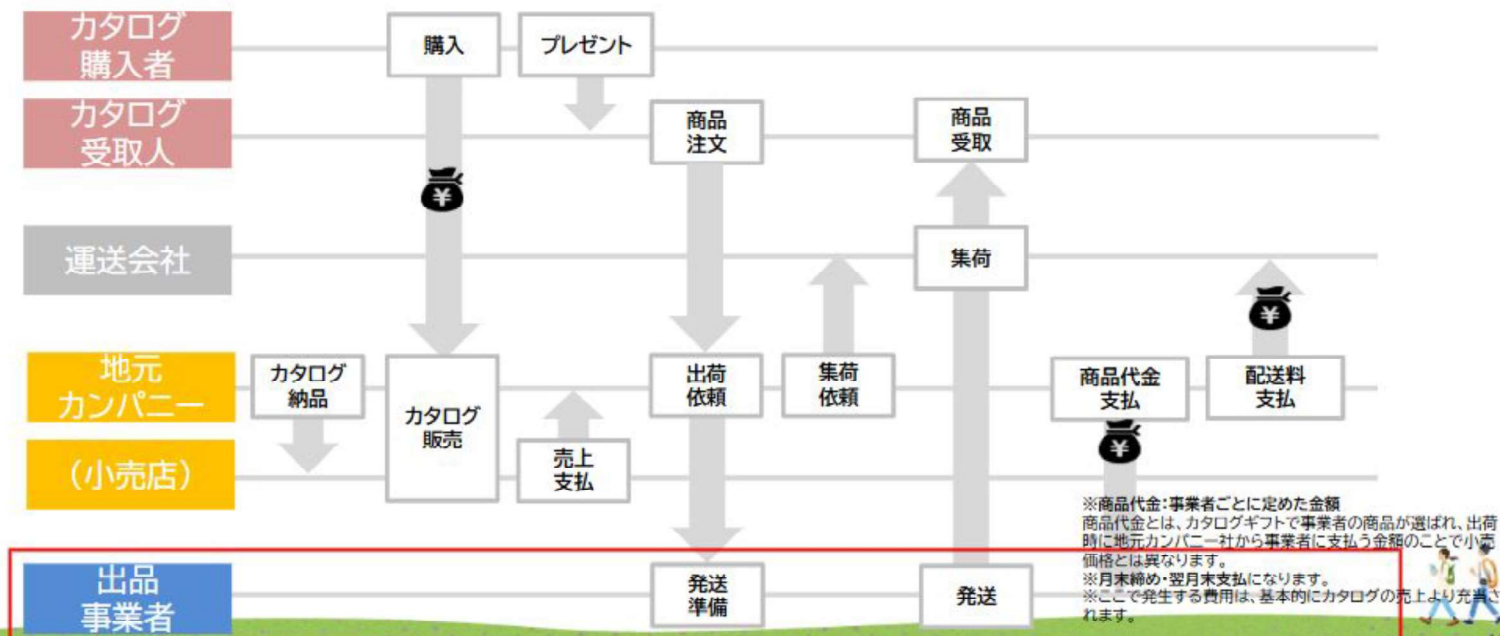 カタログ
購入者
購入
プレゼント
カタログ
受取人
商品
注文
商品
受取
¥
運送会社
集荷
¥
地元
カンパニー
カタログ
納品
カタログ
販売
出荷
依頼
集荷
依頼
商品代金
支払
配送料
支払
¥
(小売店)
売上
支払
※商品代金:事業者ごとに定めた金額
商品代金とは、カタログギフトで事業者の商品が選ばれ、出荷
時に地元カンパニー社から事業者に支払う金額のことで小売
価格とは異なります。
※月末締め・翌月末支払になります。
※ここで発生する費用は、基本的にカタログの売上より充当さ
れます。
出品
事業者
発送
準備
発送